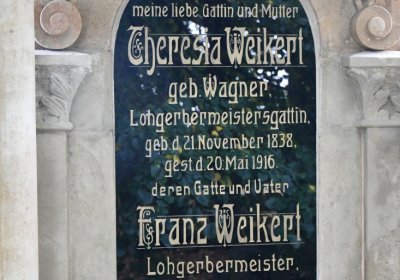 meine liebe Gattin und Mutter
Theresia Weikert
geb. Wagner,
Lohgerbermeistersgattin,
geb. d. 21. November 1838,
gest. d. 20. Mai 1916.
deren Gatte und Vater
Franz Weikert
Lohgerbermeister,